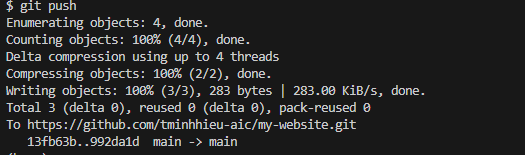 $ git push
Enumerating objects: 4, done.
Counting objects: 100% (4/4), done.
Delta compression using up to 4 threads
Compressing objects: 100% (2/2), done.
Writing objects: 100% (3/3), 283 bytes | 283.00 KiB/s, done.
Total 3 (delta 0), reused 0 (delta 0), pack-reused 0
To https://github.com/tminhhieu-aic/my-website.git
   13fb63b..992da1d  main -> main